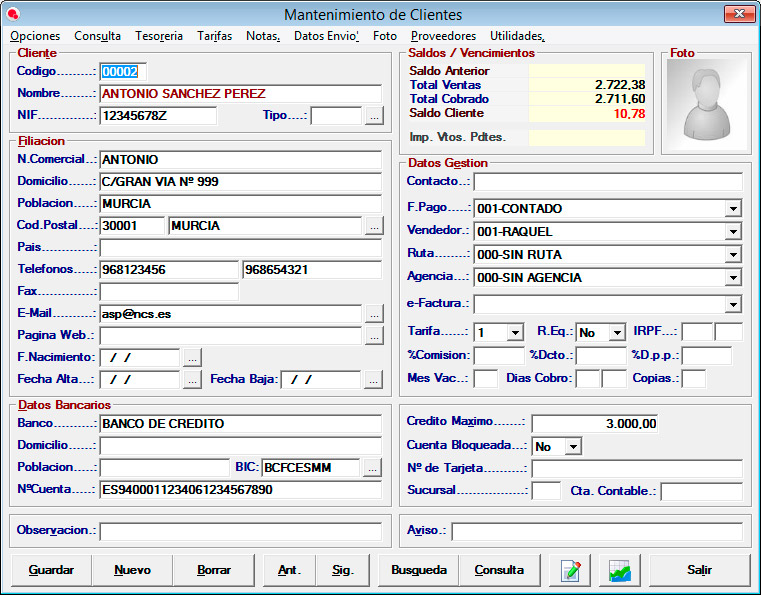 Mantenimiento de Clientes
Opciones Consulta Tesoreria Tarifas Notas. Datos Envio' Foto Proveedores Utilidades.
Cliente
Codigo.........: 00002
Nombre........: ANTONIO SANCHEZ PEREZ
NIF..............: 12345678Z Tipo....: ...
Filiacion
N.Comercial..: ANTONIO
Domicilio......: C/GRAN VIA Nº 999
Poblacion.....: MURCIA
Cod.Postal...: 30001 MURCIA ...
Pais.............:
Telefonos.....: 968123456 968654321
Fax..............:
E-Mail..........: asp@ncs.es ...
Pagina Web..: ...
F.Nacimiento: / / ...
Fecha Alta...: / / ... Fecha Baja: / / ...
Datos Bancarios
Banco..........: BANCO DE CREDITO
Domicilio......:
Poblacion.....: BIC: BCFCESMM ...
NºCuenta.....: ES9400011234061234567890
Observacion.:
Saldos / Vencimientos
Saldo Anterior
Total Ventas 2.722,38
Total Cobrado 2.711,60
Saldo Cliente 10,78
Imp. Vtos. Pdtes.
Foto
Datos Gestion
Contacto..:
F.Pago.....: 001-CONTADO
Vendedor.: 001-RAQUEL
Ruta........: 000-SIN RUTA
Agencia...: 000-SIN AGENCIA
e-Factura.:
Tarifa......: 1 R.Eq.: No IRPF...:
%Comision: %Dcto.: %D.p.p.:
Mes Vac..: Dias Cobro: Copias.:
Credito Maximo.......: 3.000,00
Cuenta Bloqueada...: No
Nº de Tarjeta..........:
Sucursal.................: Cta. Contable.:
Aviso.:
Guardar Nuevo Borrar Ant. Sig. Busqueda Consulta Salir